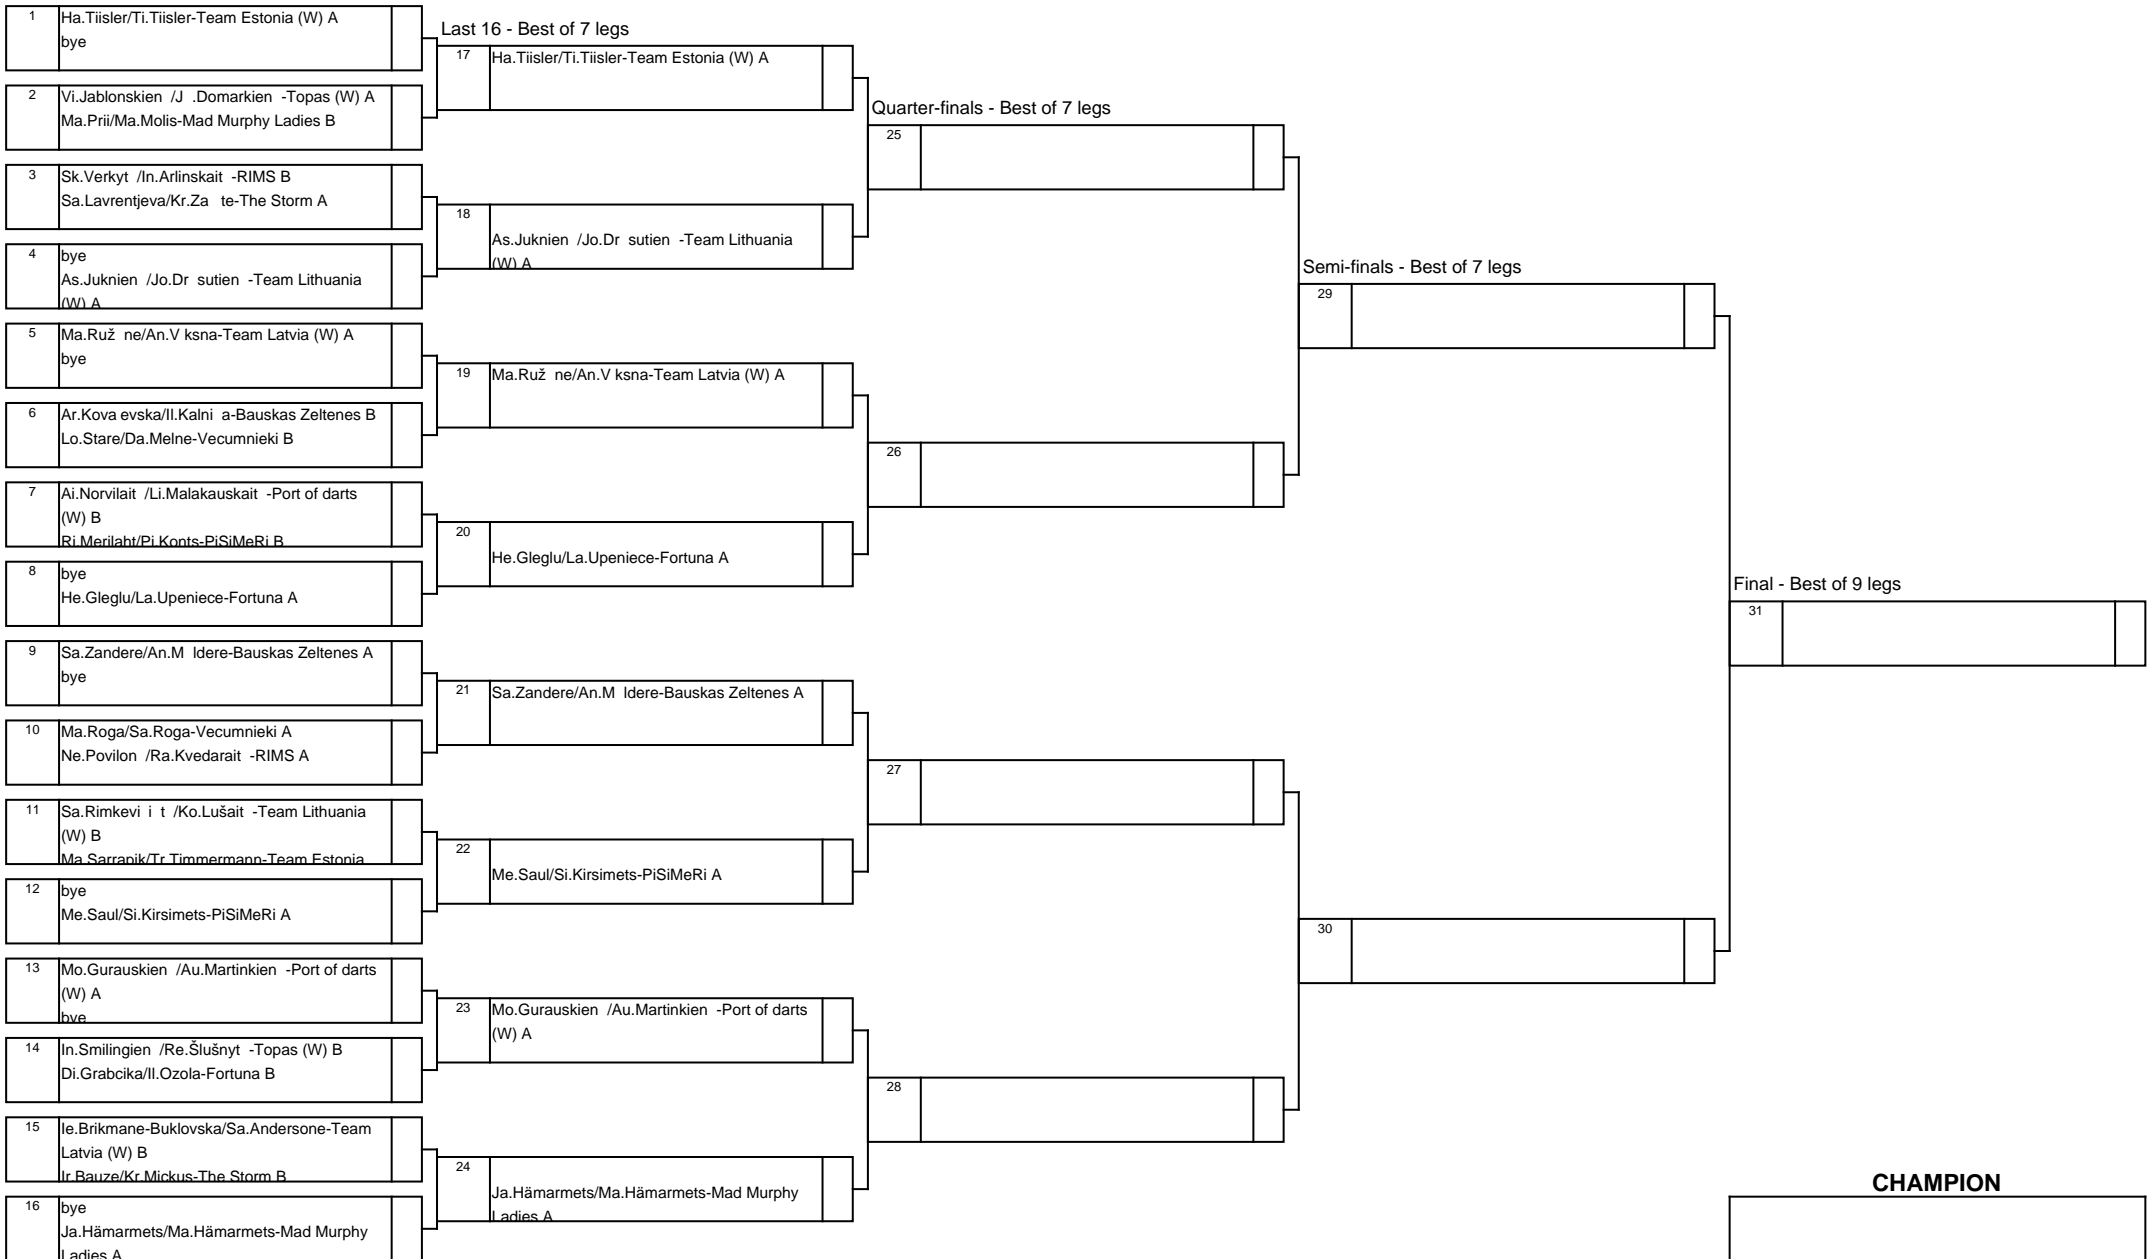 1
Ha.Tiisler/Ti.Tiisler-Team Estonia (W) A
bye
2
Vi.Jablonskien /J .Domarkien -Topas (W) A
Ma.Prii/Ma.Molis-Mad Murphy Ladies B
3
Sk.Verkyt /In.Arlinskait -RIMS B
Sa.Lavrentjeva/Kr.Za te-The Storm A
4
bye
As.Juknien /Jo.Dr sutien -Team Lithuania
(W) A
5
Ma.Ruž ne/An.V ksna-Team Latvia (W) A
bye
6
Ar.Kova evska/Il.Kalni a-Bauskas Zeltenes B
Lo.Stare/Da.Melne-Vecumnieki B
7
Ai.Norvilait /Li.Malakauskait -Port of darts
(W) B
Ri.Merilaht/Pi.Konts-PiSiMeRi B
8
bye
He.Gleglu/La.Upeniece-Fortuna A
9
Sa.Zandere/An.M ldere-Bauskas Zeltenes A
bye
10
Ma.Roga/Sa.Roga-Vecumnieki A
Ne.Povilon /Ra.Kvedarait -RIMS A
11
Sa.Rimkevi i t /Ko.Lušait -Team Lithuania
(W) B
Ma.Sarrapik/Tr.Timmermann-Team Estonia
12
bye
Me.Saul/Si.Kirsimets-PiSiMeRi A
13
Mo.Gurauskien /Au.Martinkien -Port of darts
(W) A
bye
14
In.Smilingien /Re.Šlušnyt -Topas (W) B
Di.Grabcika/Il.Ozola-Fortuna B
15
Ie.Brikmane-Buklovska/Sa.Andersone-Team
Latvia (W) B
Ir.Bauze/Kr.Mickus-The Storm B
16
bye
Ja.Hämarmets/Ma.Hämarmets-Mad Murphy
Ladies A
Last 16 - Best of 7 legs
17
Ha.Tiisler/Ti.Tiisler-Team Estonia (W) A
18
As.Juknien /Jo.Dr sutien -Team Lithuania
(W) A
19
Ma.Ruž ne/An.V ksna-Team Latvia (W) A
20
He.Gleglu/La.Upeniece-Fortuna A
21
Sa.Zandere/An.M ldere-Bauskas Zeltenes A
22
Me.Saul/Si.Kirsimets-PiSiMeRi A
23
Mo.Gurauskien /Au.Martinkien -Port of darts
(W) A
24
Ja.Hämarmets/Ma.Hämarmets-Mad Murphy
Ladies A
Quarter-finals - Best of 7 legs
25
26
27
28
Semi-finals - Best of 7 legs
29
30
Final - Best of 9 legs
31
CHAMPION